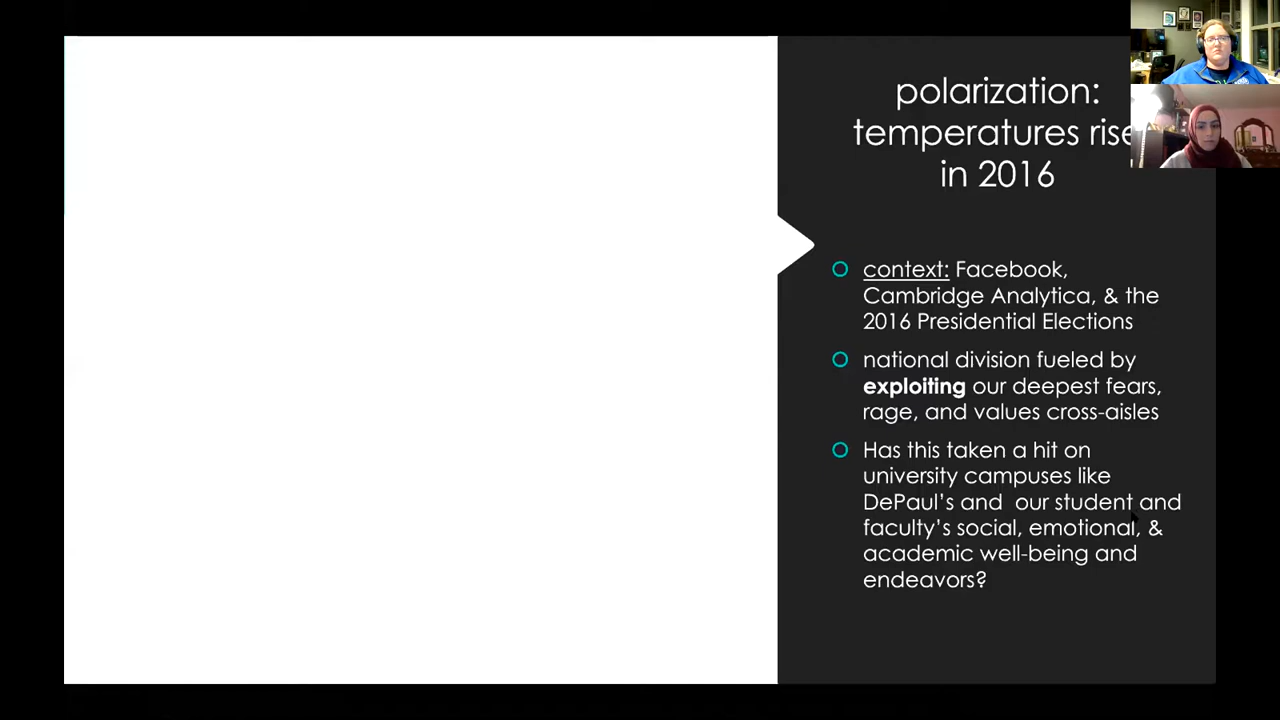 polarization:
temperatures rise
in 2016
context: Facebook,
Cambridge Analytica, & the
2016 Presidential Elections
national division fueled by
exploiting our deepest fears,
rage, and values cross-aisles
Has this taken a hit on
university campuses like
DePaul's and our student and
faculty's social, emotional, &
academic well-being and
endeavors?